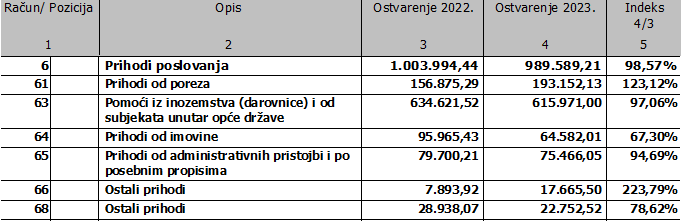 Račun/ Pozicija Opis Ostvarenje 2022. Ostvarenje 2023. Indeks
4/3
1 2 3 4 5
6 Prihodi poslovanja 1.003.994,44 989.589,21 98,57%
61 Prihodi od poreza 156.875,29 193.152,13 123,12%
63 Pomoći iz inozemstva (darovnice) i od 634.621,52 615.971,00 97,06%
subjekata unutar opće države
64 Prihodi od imovine 95.965,43 64.582,01 67,30%
65 Prihodi od administrativnih pristojbi i po 79.700,21 75.466,05 94,69%
posebnim propisima
66 Ostali prihodi 7.893,92 17.665,50 223,79%
68 Ostali prihodi 28.938,07 22.752,52 78,62%